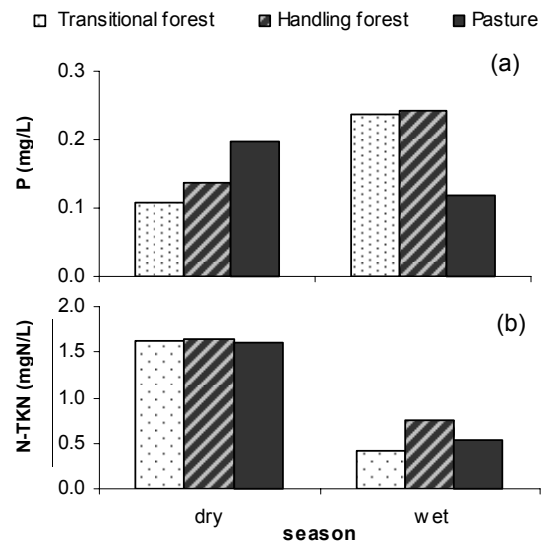 Transitional forest Handling forest Pasture
(a)
P (mg/L)
0.3
0.2
0.1
0.0
(b)
N-TKN (mgN/L)
2.0
1.5
1.0
0.5
0.0
dry wet
season